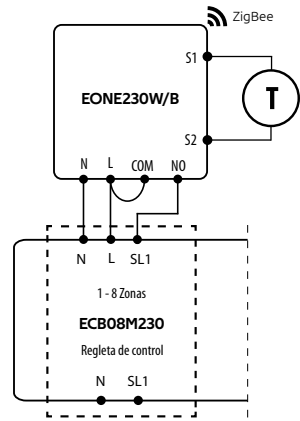 ZigBee
S1
EONE230W/B
T
S2
N L COM NO
N L SL1
1 - 8 Zonas
ECB08M230
Regleta de control
N SL1